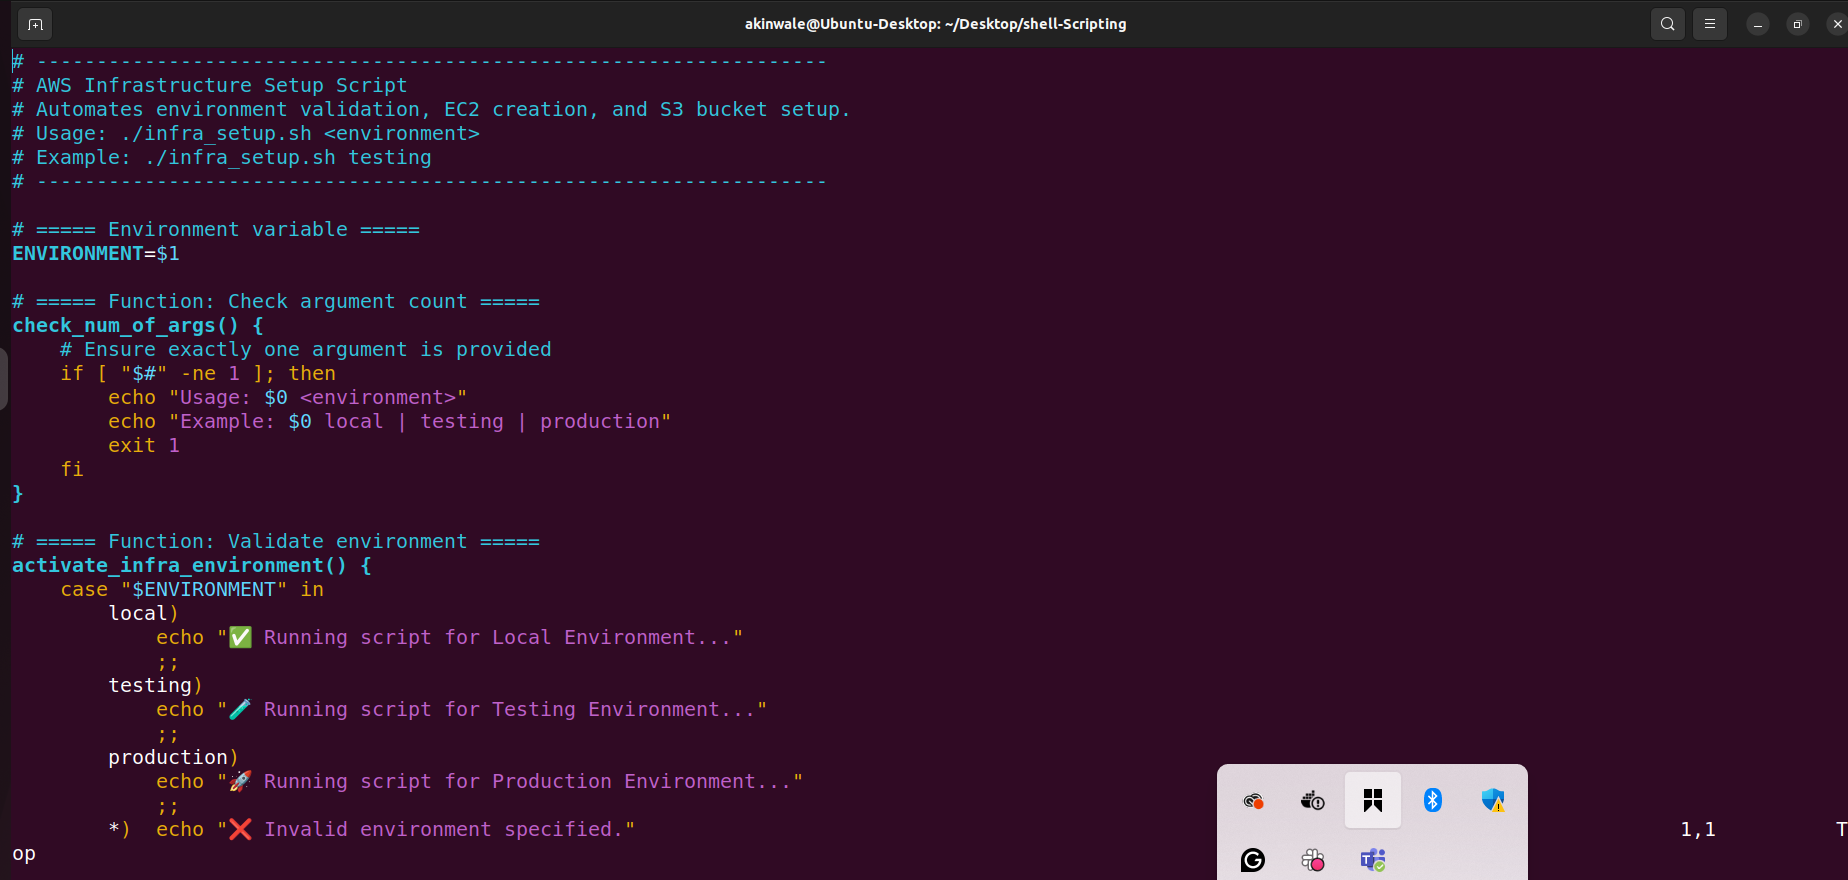 akinwale@Ubuntu-Desktop: ~/Desktop/shell-Scripting
# ------------------------------------------------------------------
# AWS Infrastructure Setup Script
# Automates environment validation, EC2 creation, and S3 bucket setup.
# Usage: ./infra_setup.sh <environment>
# Example: ./infra_setup.sh testing
# ------------------------------------------------------------------
# ===== Environment variable =====
ENVIRONMENT=$1
# ===== Function: Check argument count =====
check_num_of_args() {
    # Ensure exactly one argument is provided
    if [ "$#" -ne 1 ]; then
        echo "Usage: $0 <environment>"
        echo "Example: $0 local | testing | production"
        exit 1
    fi
}
# ===== Function: Validate environment =====
activate_infra_environment() {
    case "$ENVIRONMENT" in
        local)
            echo "✅ Running script for Local Environment..."
            ;;
        testing)
            echo "🧪 Running script for Testing Environment..."
            ;;
        production)
            echo "🚀 Running script for Production Environment..."
            ;;
        *)  echo "❌ Invalid environment specified."
1,1 T
op